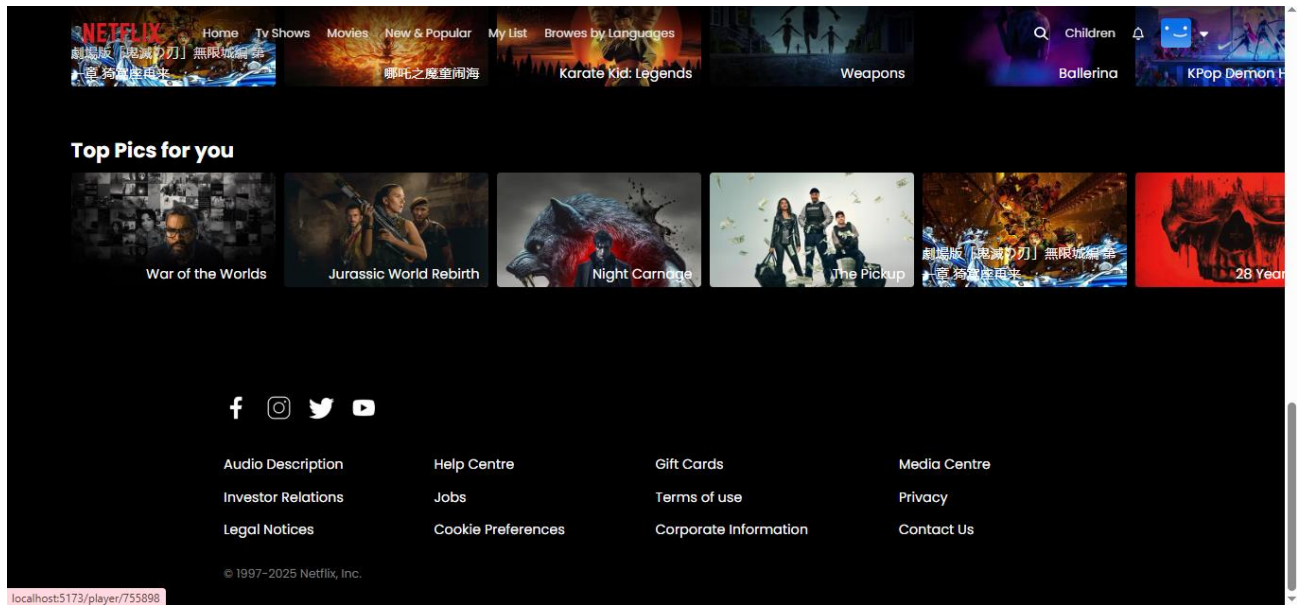 NETFLIX
Home
Tv Shows
Movies
New & Popular
My List
Browes by Languages
Children
劇場版「鬼滅の刃」無限城編 第
一章 猗窩座再来
哪吒之魔童闹海
Karate Kid: Legends
Weapons
Ballerina
KPop Demon H
Top Pics for you
War of the Worlds
Jurassic World Rebirth
Night Carnage
The Pickup
劇場版「鬼滅の刃」無限城編 第
一章 猗窩座再来
28 Year
Audio Description
Help Centre
Gift Cards
Media Centre
Investor Relations
Jobs
Terms of use
Privacy
Legal Notices
Cookie Preferences
Corporate Information
Contact Us
© 1997-2025 Netflix, Inc.
localhost:5173/player/755898